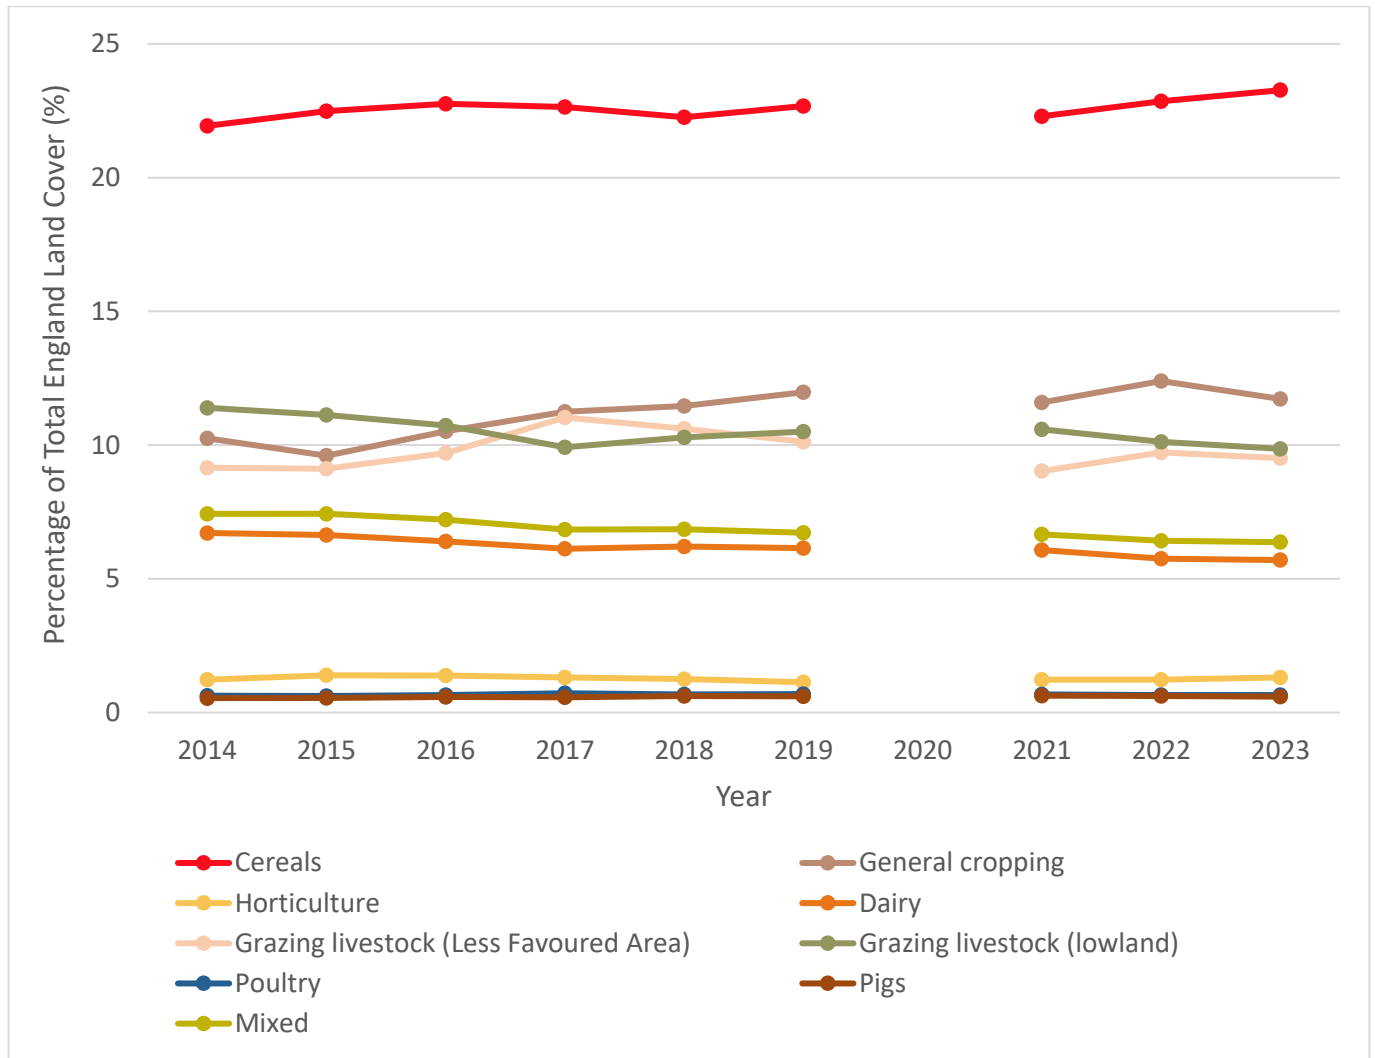 Percentage of Total England Land Cover (%)
25
20
15
10
5
0
2014 2015 2016 2017 2018 2019 2020 2021 2022 2023
Year
Cereals General cropping
Horticulture Dairy
Grazing livestock (Less Favoured Area) Grazing livestock (lowland)
Poultry Pigs
Mixed